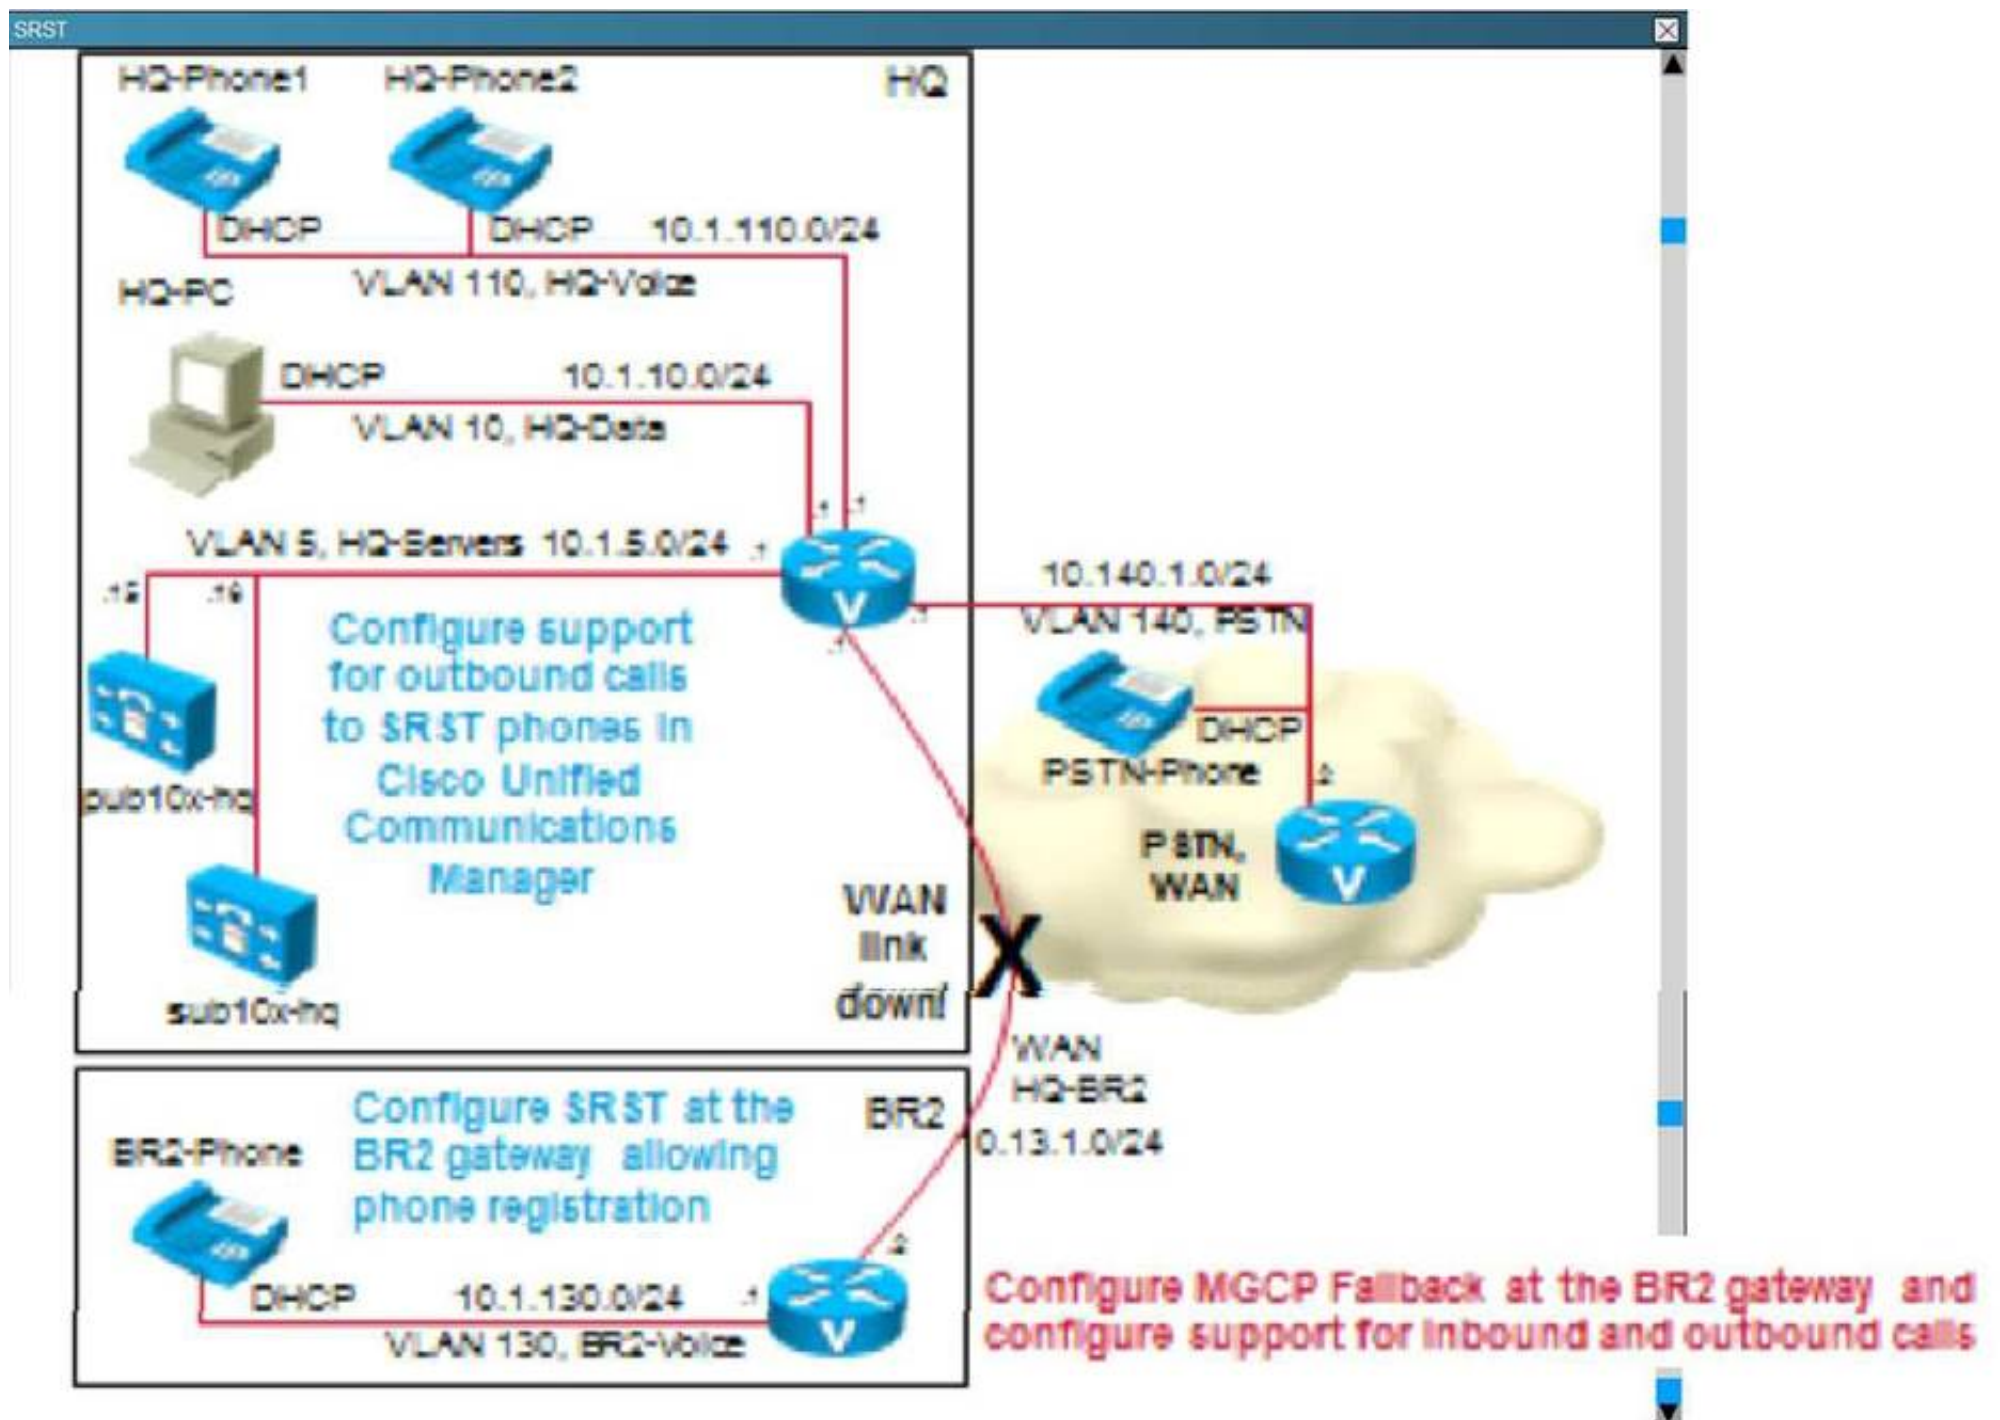 SRST
HQ-Phone1
HQ-Phone2
HQ
DHCP
DHCP
10.1.110.0/24
VLAN 110, HQ-Voice
HQ-PC
DHCP
10.1.10.0/24
VLAN 10, HQ-Data
.1
.1
VLAN 5, HQ-Servers 10.1.5.0/24
.1
10.140.1.0/24
VLAN 140, PSTN
.1
.1
Configure support
for outbound calls
to SRST phones in
Cisco Unified
Communications
Manager
pub10x-hq
sub10x-hq
DHCP
PSTN-Phone
.2
PSTN,
WAN
WAN
link
down!
X
WAN
HQ-BR2
0.13.1.0/24
Configure SRST at the
BR2 gateway allowing
phone registration
BR2
BR2-Phone
.2
DHCP
10.1.130.0/24
.1
VLAN 130, BR2-Voice
V
V
V
Configure MGCP Fallback at the BR2 gateway and
configure support for inbound and outbound calls